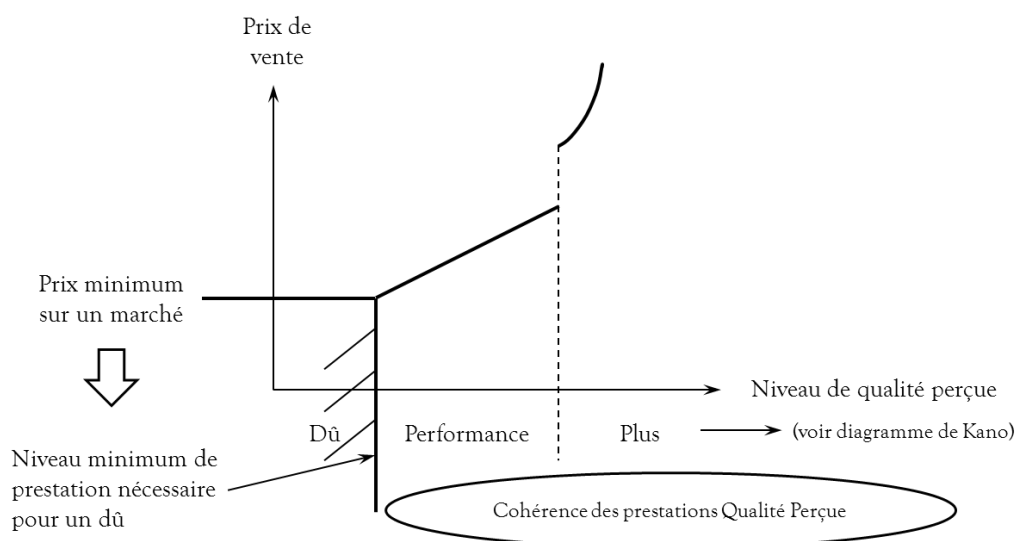 Prix de
vente
Prix minimum
sur un marché
Niveau de qualité perçue
Dû
Performance
Plus
(voir diagramme de Kano)
Niveau minimum de
prestation nécessaire
pour un dû
Cohérence des prestations Qualité Perçue